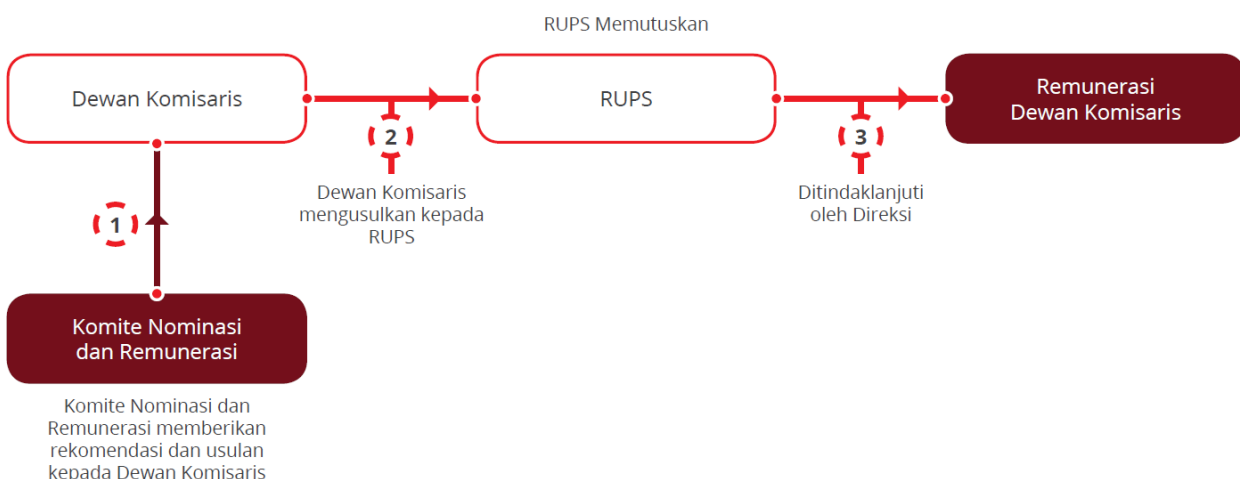 RUPS Memutuskan
Dewan Komisaris
RUPS
Remunerasi
Dewan Komisaris
2
3
Dewan Komisaris
mengusulkan kepada
RUPS
Ditindaklanjuti
oleh Direksi
1
Komite Nominasi
dan Remunerasi
Komite Nominasi dan
Remunerasi memberikan
rekomendasi dan usulan
kepada Dewan Komisaris